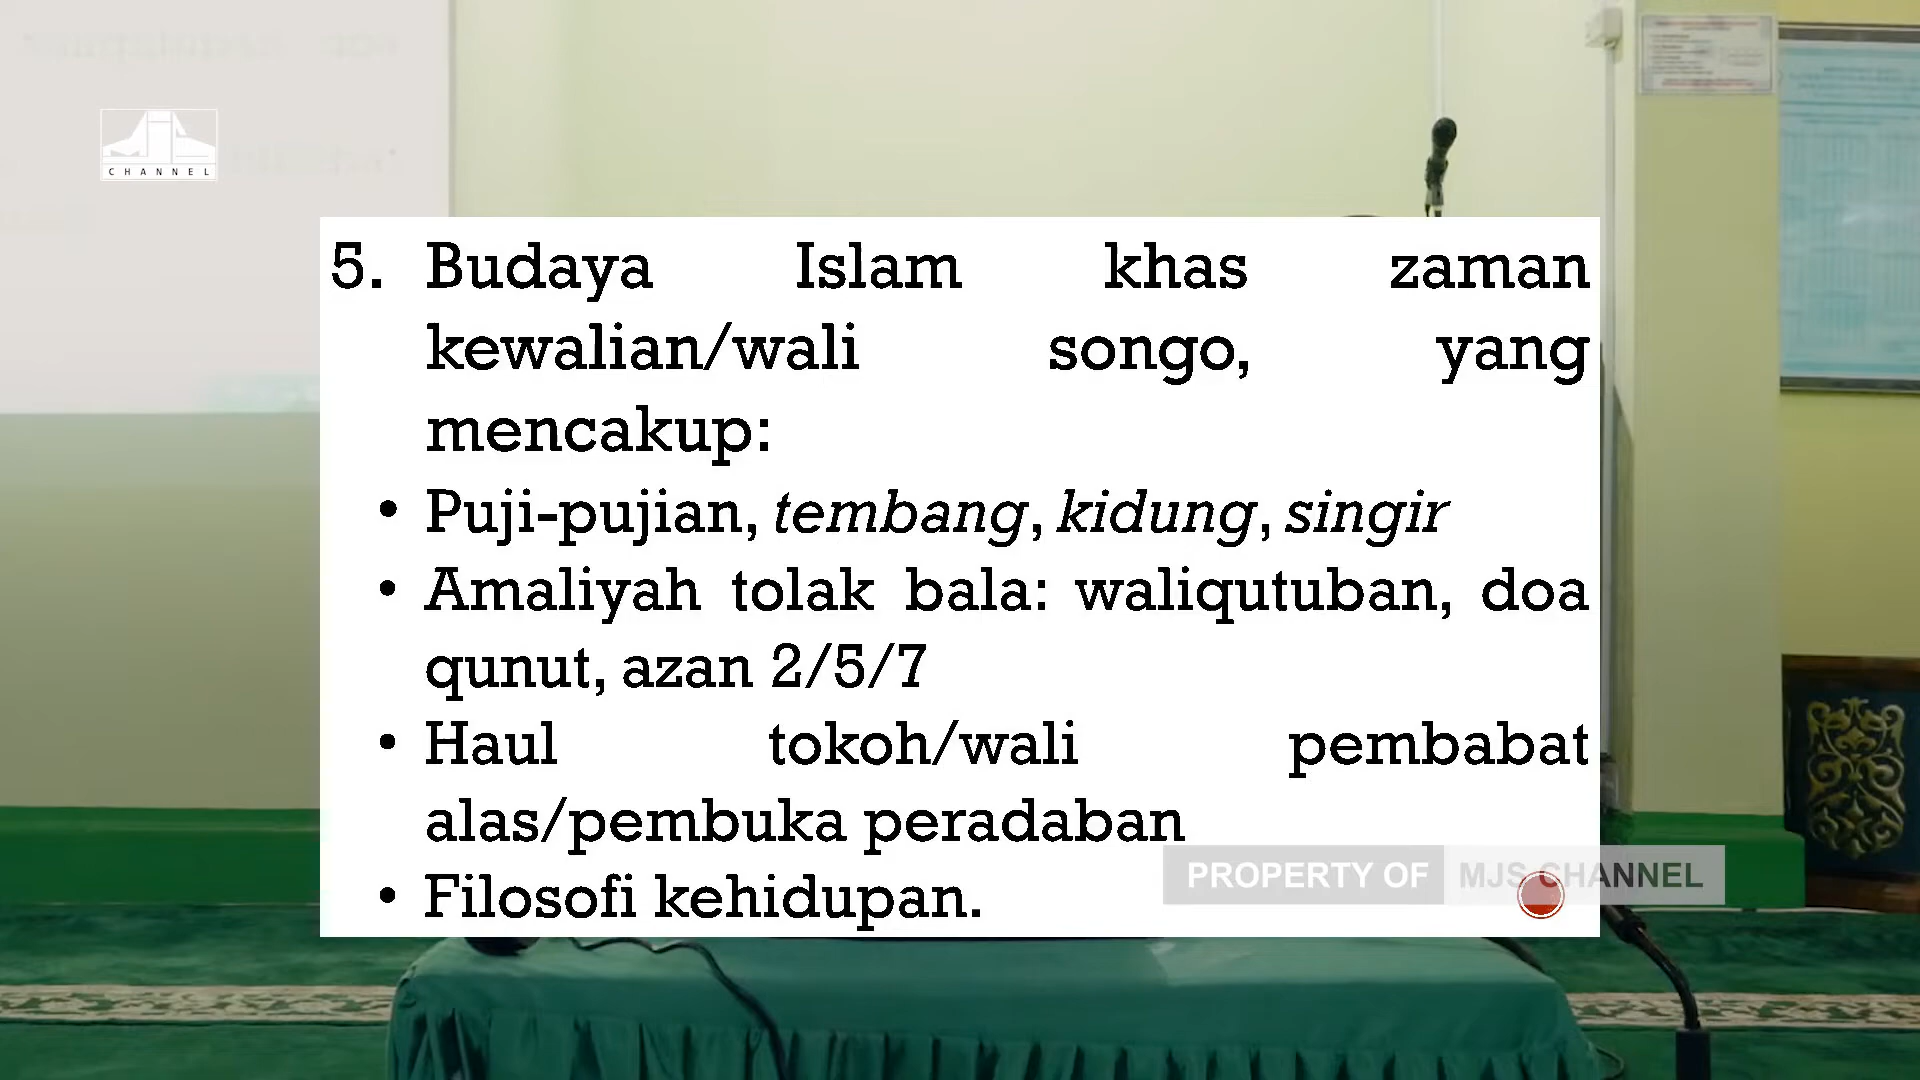 CHANNEL
5. Budaya Islam khas zaman
kewalian/wali songo, yang
mencakup:
• Puji-pujian, tembang, kidung, singir
• Amaliyah tolak bala: waliqutuban, doa
qunut, azan 2/5/7
• Haul tokoh/wali pembabat
alas/pembuka peradaban
• Filosofi kehidupan.
PROPERTY OF MJS CHANNEL